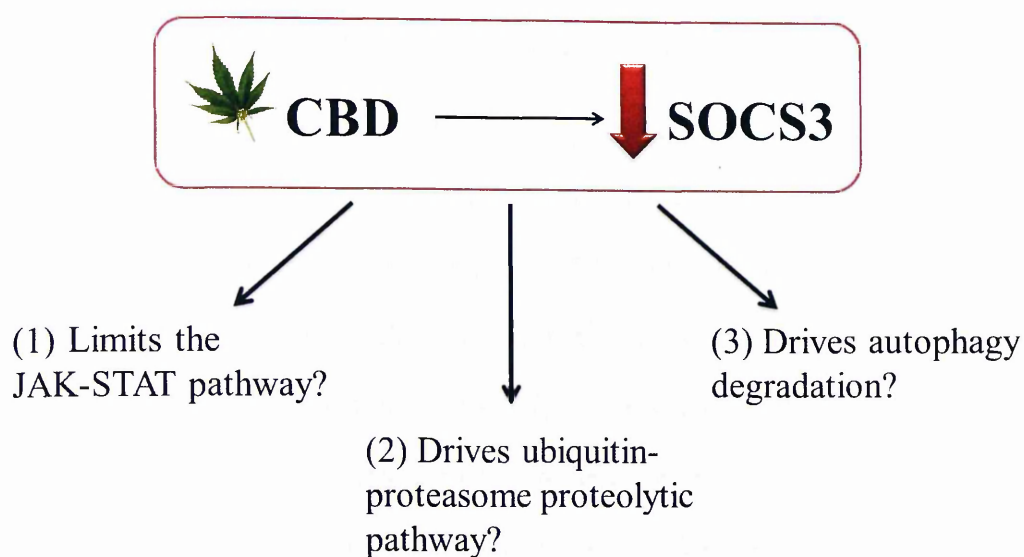 CBD
SOCS3
(1) Limits the
JAK-STAT pathway?
(2) Drives ubiquitin-
proteasome proteolytic
pathway?
(3) Drives autophagy
degradation?